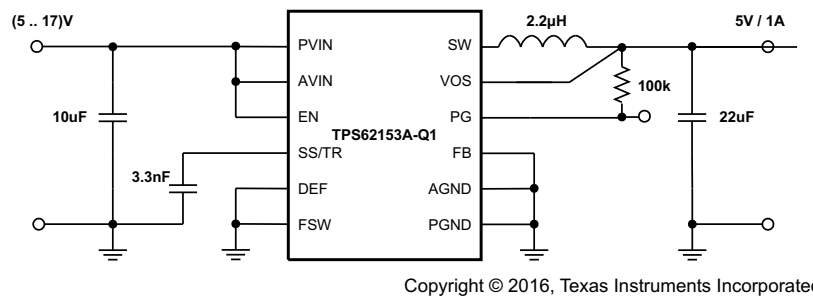 (5 .. 17)V
2.2µH
5V / 1A
PVIN
SW
AVIN
VOS
100k
10uF
EN
PG
22uF
TPS62153A-Q1
SS/TR
FB
3.3nF
DEF
AGND
FSW
PGND
Copyright © 2016, Texas Instruments Incorporated